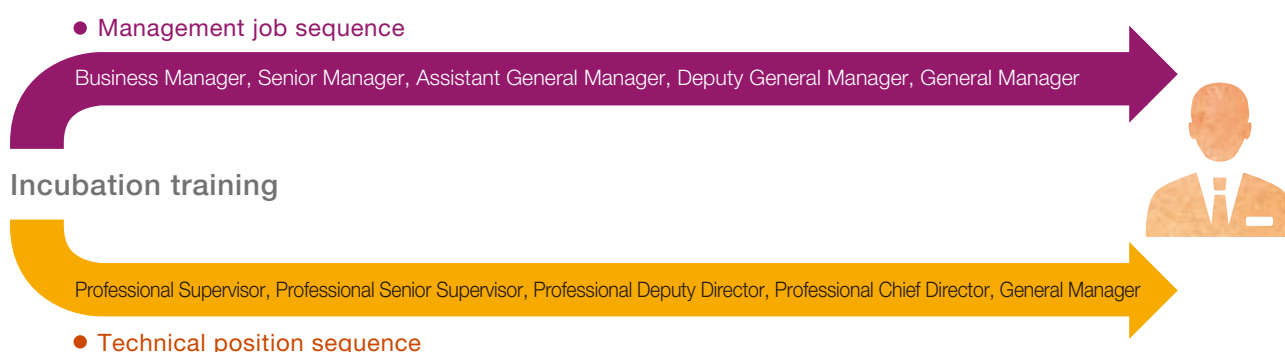 Management job sequence
Business Manager, Senior Manager, Assistant General Manager, Deputy General Manager, General Manager
Incubation training
Professional Supervisor, Professional Senior Supervisor, Professional Deputy Director, Professional Chief Director, General Manager
Technical position sequence